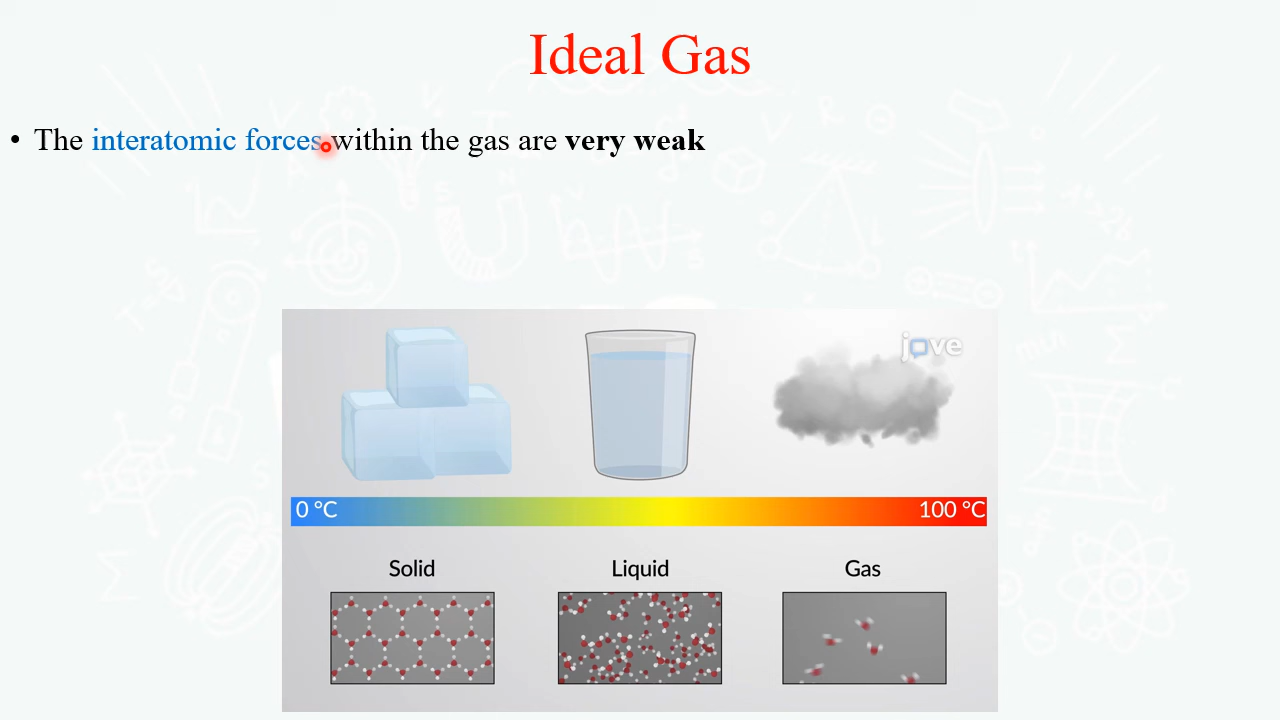 Ideal Gas
• The interatomic forces within the gas are very weak
jove
0 °C 100 °C
Solid Liquid Gas